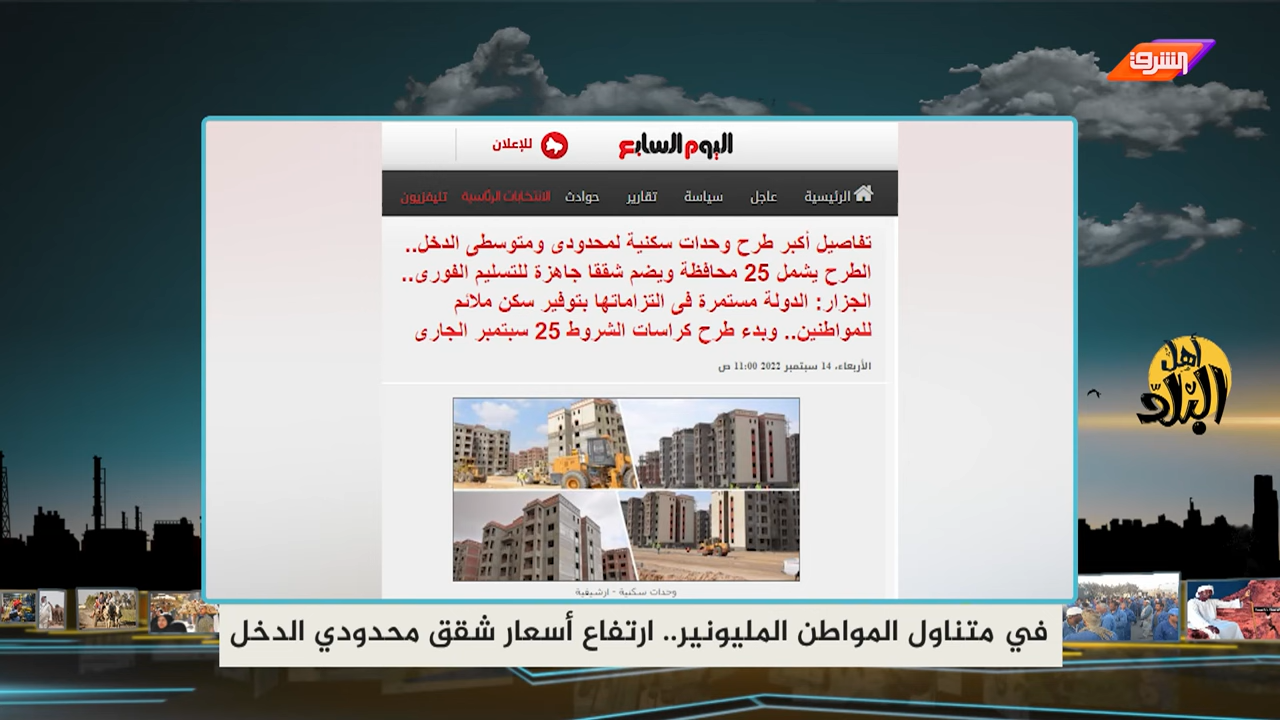 الشرق
اليوم السابع
للإعلان
الرئيسية عاجل سياسة تقارير حوادث الانتخابات الرئاسية تليفزيون
تفاصيل أكبر طرح وحدات سكنية لمحدودى ومتوسطى الدخل..
الطرح يشمل 25 محافظة ويضم شققا جاهزة للتسليم الفورى..
الجزار: الدولة مستمرة فى التزاماتها بتوفير سكن ملائم
للمواطنين.. وبدء طرح كراسات الشروط 25 سبتمبر الجارى
الأربعاء، 14 سبتمبر 2022 11:00 ص
أهل
البلد
وحدات سكنية - ارشيفية
في متناول المواطن المليونير.. ارتفاع أسعار شقق محدودي الدخل